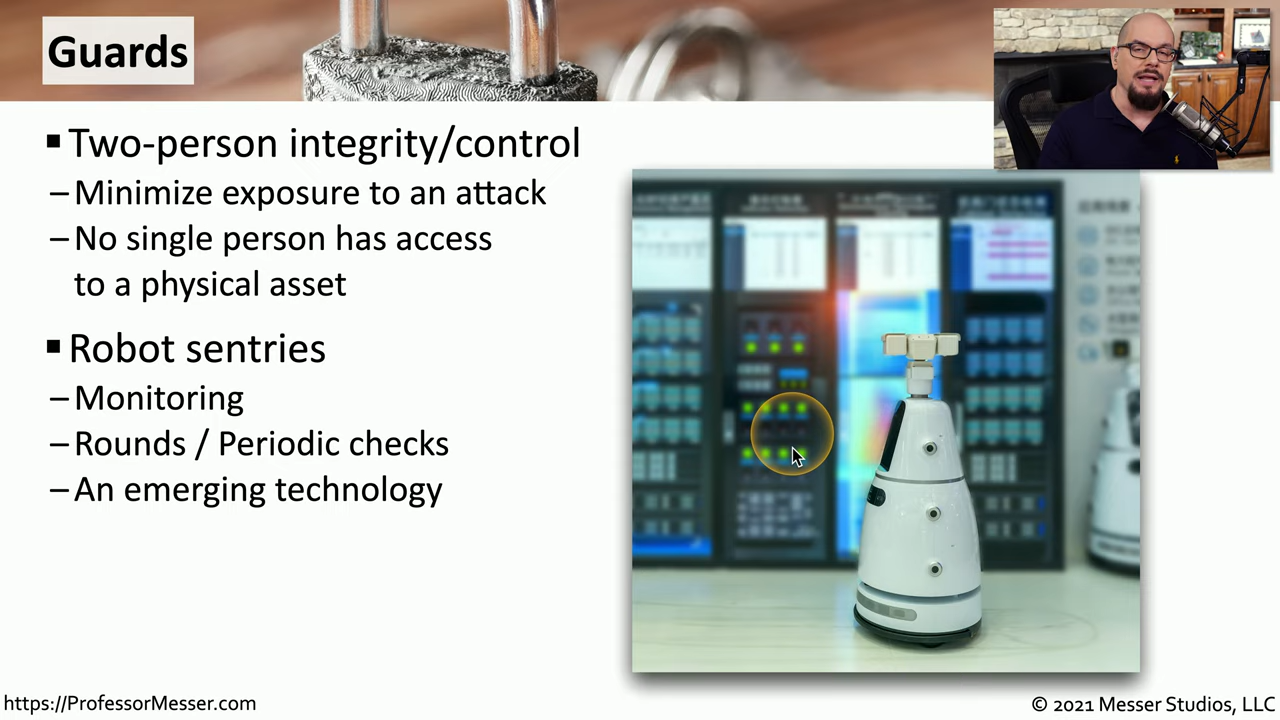 Guards
▪ Two-person integrity/control
– Minimize exposure to an attack
– No single person has access
to a physical asset
▪ Robot sentries
– Monitoring
– Rounds / Periodic checks
– An emerging technology
https://ProfessorMesser.com
© 2021 Messer Studios, LLC